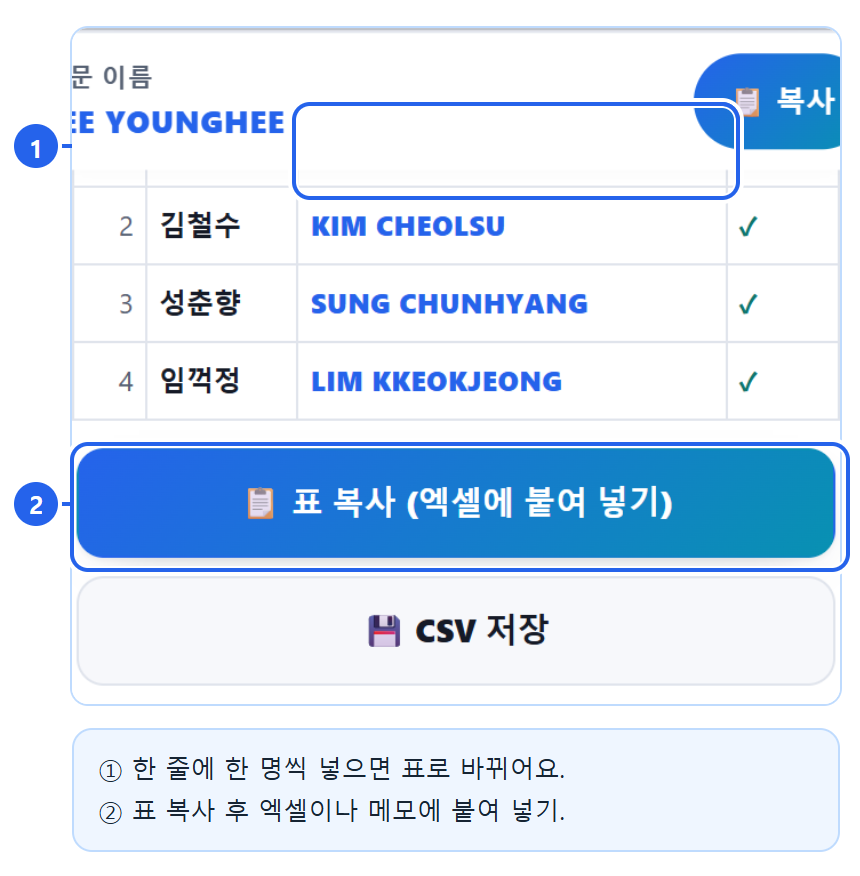 문 이름
EE YOUNGHEE
📋 복사
1
2 김철수 KIM CHEOLSU ✓
3 성춘향 SUNG CHUNHYANG ✓
4 임꺽정 LIM KKEOKJEONG ✓
2
📋 표 복사 (엑셀에 붙여 넣기)
💾 CSV 저장
① 한 줄에 한 명씩 넣으면 표로 바뀌어요.
② 표 복사 후 엑셀이나 메모에 붙여 넣기.